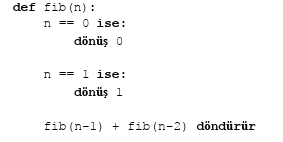 def fib(n):
n == 0 ise:
dönüş 0
n == 1 ise:
dönüş 1
fib(n-1) + fib(n-2) döndürür